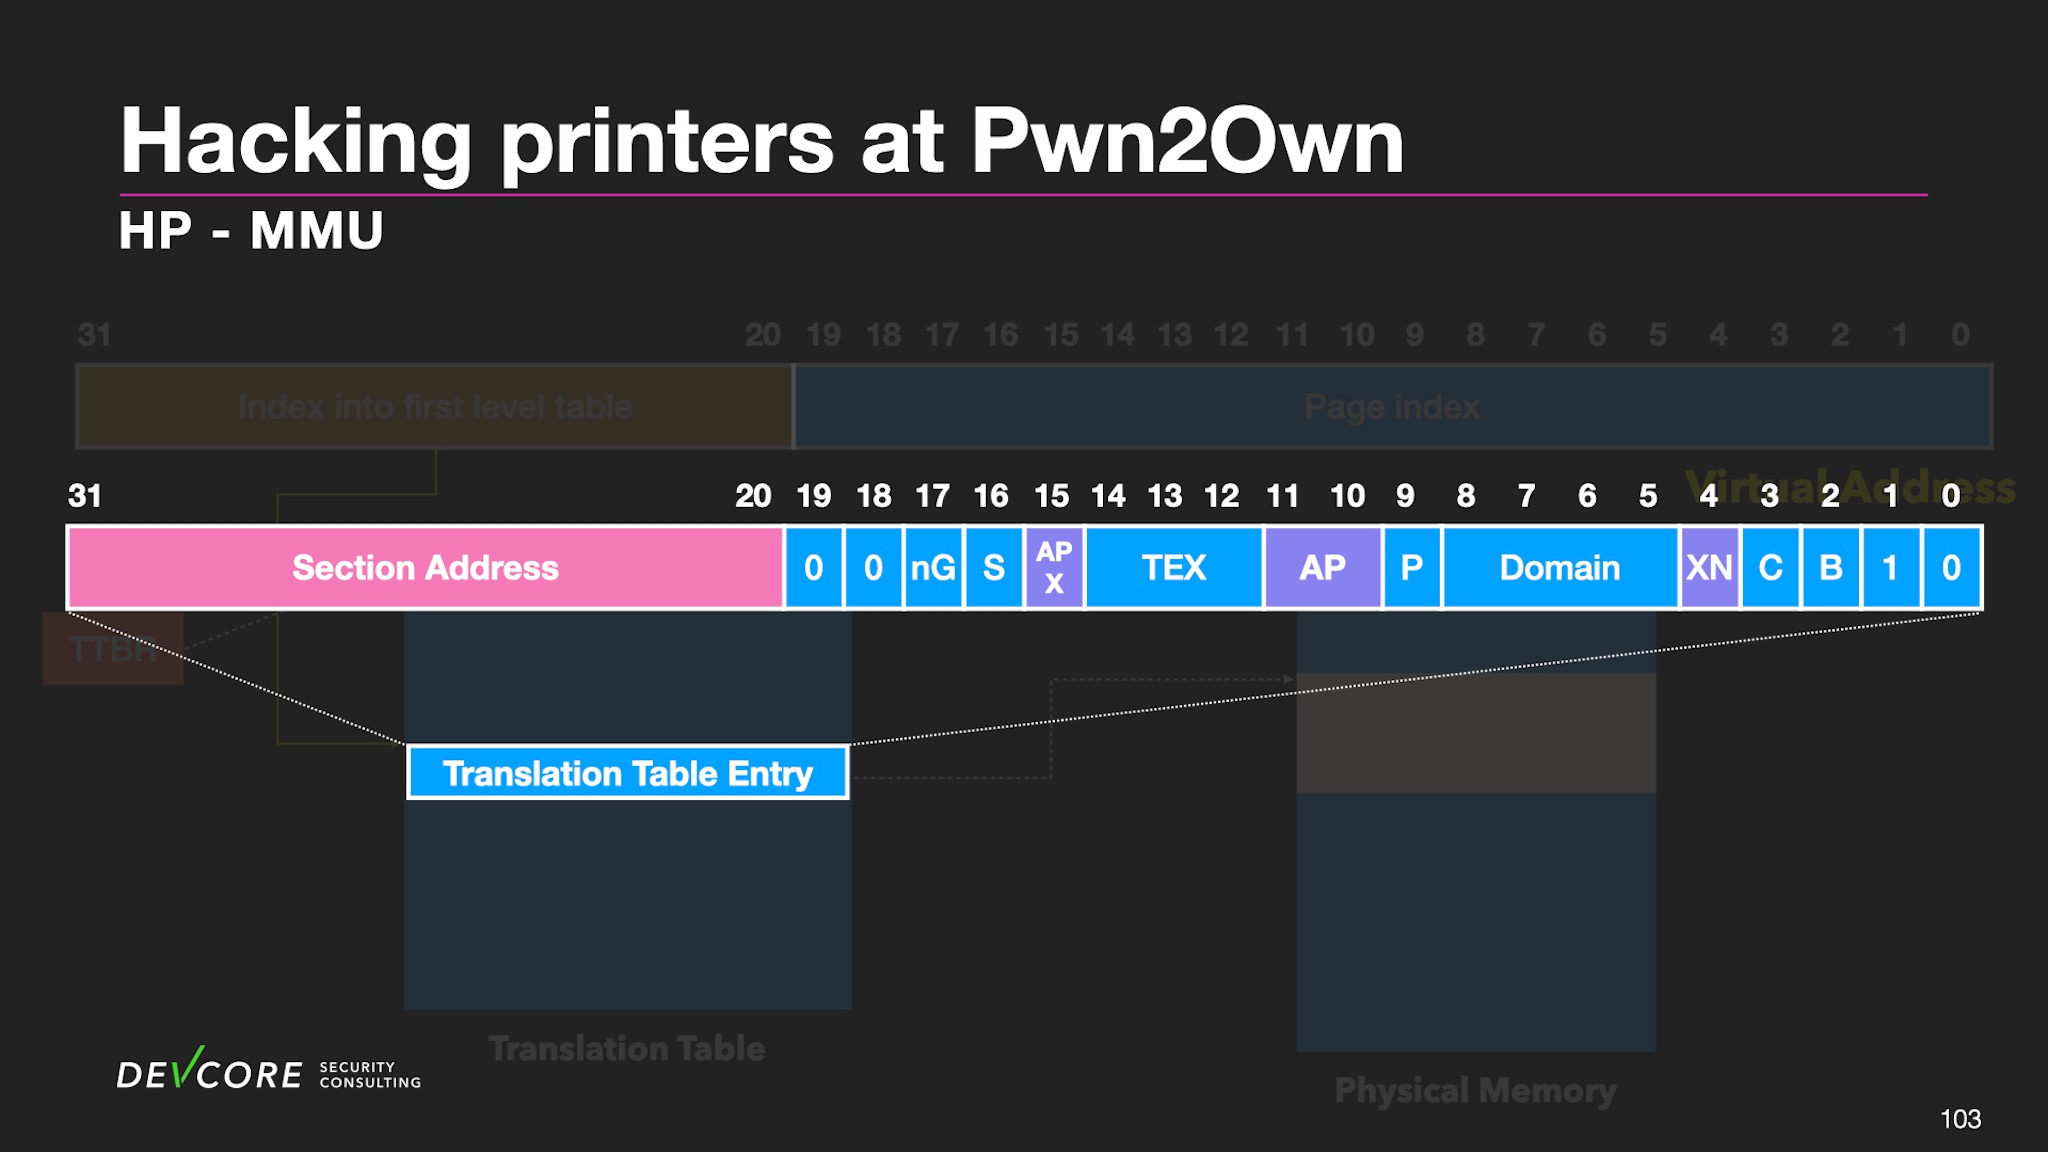 Hacking printers at Pwn2Own
HP - MMU
31 20 19 18 17 16 15 14 13 12 11 10 9 8 7 6 5 4 3 2 1 0
Index into first level table Page index
Virtual Address
31 20 19 18 17 16 15 14 13 12 11 10 9 8 7 6 5 4 3 2 1 0
Section Address 0 0 nG S APX TEX AP P Domain XN C B 1 0
TTBR
Translation Table Entry
Translation Table
Physical Memory
DEVCORE SECURITY CONSULTING
103